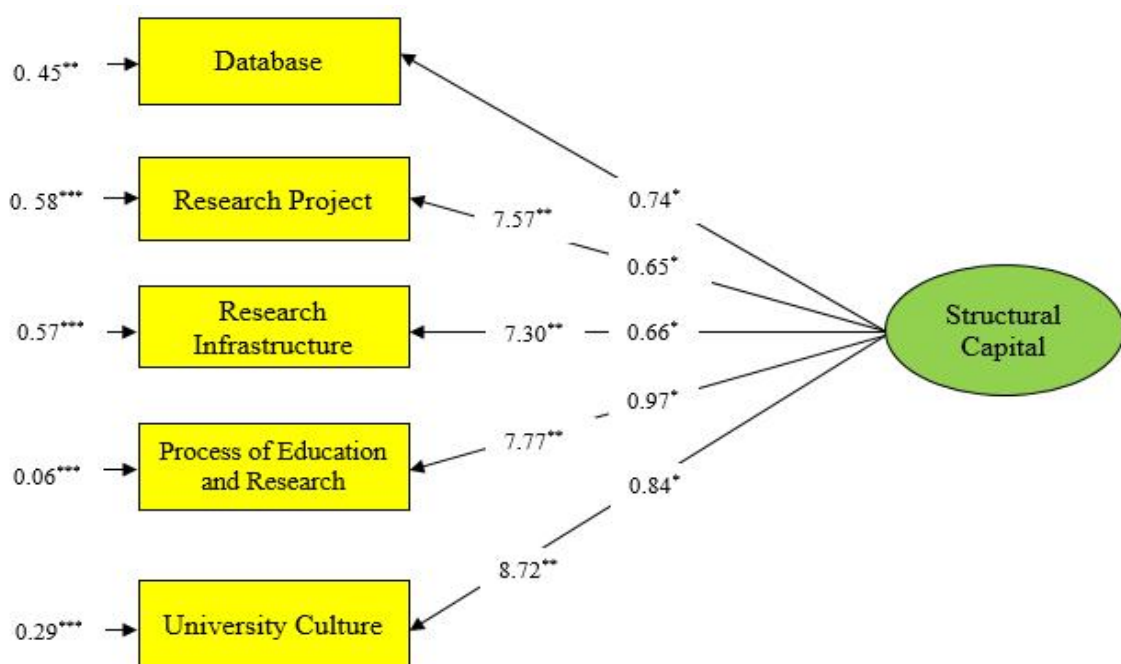 Database
0. 45**
0.74*
Research Project
0. 58***
7.57**
0.65*
Research
Infrastructure
0.57***
7.30**
0.66*
Structural
Capital
0.97*
Process of Education
and Research
0.06***
7.77**
0.84*
8.72**
University Culture
0.29***